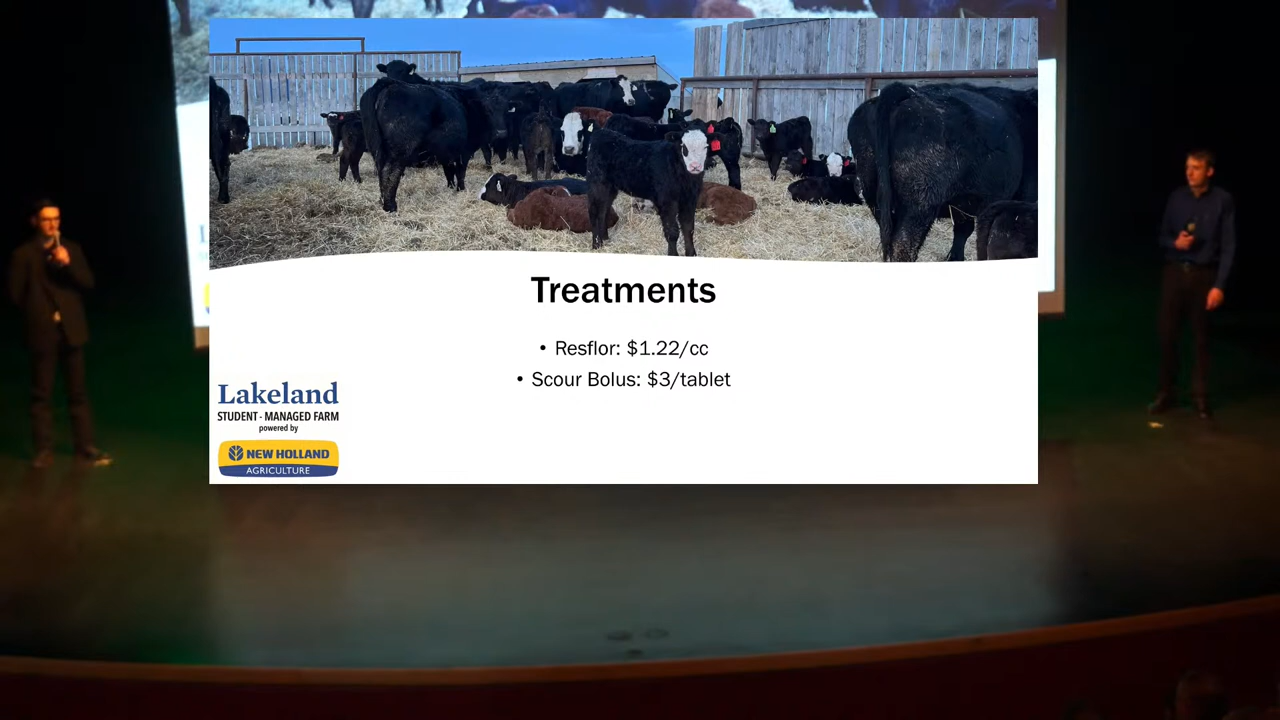 Treatments
• Resflor: $1.22/cc
• Scour Bolus: $3/tablet
Lakeland
STUDENT - MANAGED FARM
powered by
NEW HOLLAND
AGRICULTURE